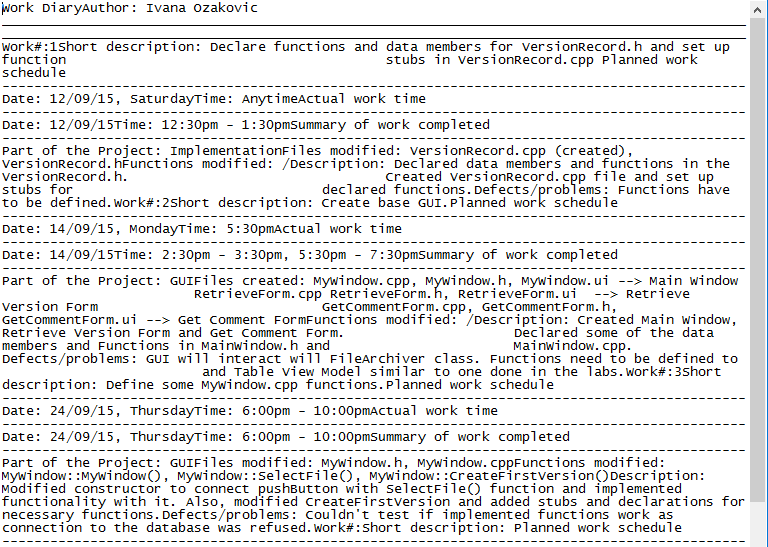 Work DiaryAuthor: Ivana Ozakovic
Work#:1Short description: Declare functions and data members for VersionRecord.h and set up
function stubs in VersionRecord.cpp Planned work
schedule
Date: 12/09/15, SaturdayTime: AnytimeActual work time
Date: 12/09/15Time: 12:30pm - 1:30pmSummary of work completed
Part of the Project: ImplementationFiles modified: VersionRecord.cpp (created),
VersionRecord.hFunctions modified: /Description: Declared data members and functions in the
VersionRecord.h. Created VersionRecord.cpp file and set up
stubs for declared functions.Defects/problems: Functions have
to be defined.Work#:2Short description: Create base GUI.Planned work schedule
Date: 14/09/15, MondayTime: 5:30pmActual work time
Date: 14/09/15Time: 2:30pm - 3:30pm, 5:30pm - 7:30pmSummary of work completed
Part of the Project: GUIFiles created: MyWindow.cpp, MyWindow.h, MyWindow.ui --> Main Window
RetrieveForm.cpp RetrieveForm.h, RetrieveForm.ui --> Retrieve
Version Form GetCommentForm.cpp, GetCommentForm.h,
GetCommentForm.ui --> Get Comment FormFunctions modified: /Description: Created Main Window,
Retrieve Version Form and Get Comment Form. Declared some of the data
members and Functions in MainWindow.h and MainWindow.cpp.
Defects/problems: GUI will interact will FileArchiver class. Functions need to be defined to
and Table View Model similar to one done in the labs.Work#:3Short
description: Define some MyWindow.cpp functions.Planned work schedule
Date: 24/09/15, ThursdayTime: 6:00pm - 10:00pmActual work time
Date: 24/09/15, ThursdayTime: 6:00pm - 10:00pmSummary of work completed
Part of the Project: GUIFiles modified: MyWindow.h, MyWindow.cppFunctions modified:
MyWindow::MyWindow(), MyWindow::SelectFile(), MyWindow::CreateFirstVersion()Description:
Modified constructor to connect pushButton with SelectFile() function and implemented
functionality with it. Also, modified CreateFirstVersion and added stubs and declarations for
necessary functions.Defects/problems: Couldn't test if implemented functions work as
connection to the database was refused.Work#:Short description: Planned work schedule